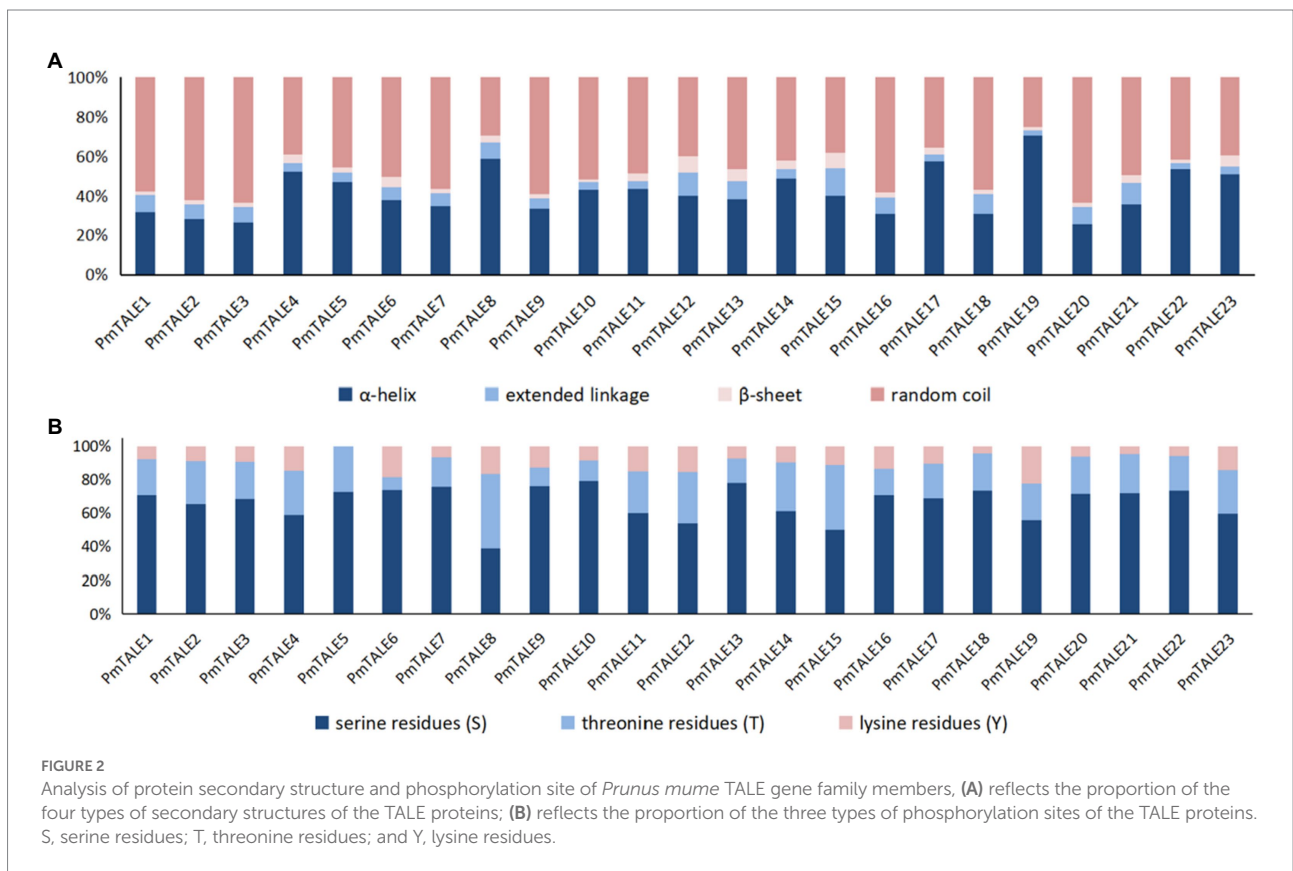 A
100%
80%
60%
40%
20%
0%
PmTALE1
PmTALE2
PmTALE3
PmTALE4
PmTALE5
PmTALE6
PmTALE7
PmTALE8
PmTALE9
PmTALE10
PmTALE11
PmTALE12
PmTALE13
PmTALE14
PmTALE15
PmTALE16
PmTALE17
PmTALE18
PmTALE19
PmTALE20
PmTALE21
PmTALE22
PmTALE23
α-helix extended linkage β-sheet random coil
B
100%
80%
60%
40%
20%
0%
PmTALE1
PmTALE2
PmTALE3
PmTALE4
PmTALE5
PmTALE6
PmTALE7
PmTALE8
PmTALE9
PmTALE10
PmTALE11
PmTALE12
PmTALE13
PmTALE14
PmTALE15
PmTALE16
PmTALE17
PmTALE18
PmTALE19
PmTALE20
PmTALE21
PmTALE22
PmTALE23
serine residues (S) threonine residues (T) lysine residues (Y)
FIGURE 2
Analysis of protein secondary structure and phosphorylation site of Prunus mume TALE gene family members, (A) reflects the proportion of the
four types of secondary structures of the TALE proteins; (B) reflects the proportion of the three types of phosphorylation sites of the TALE proteins.
S, serine residues; T, threonine residues; and Y, lysine residues.